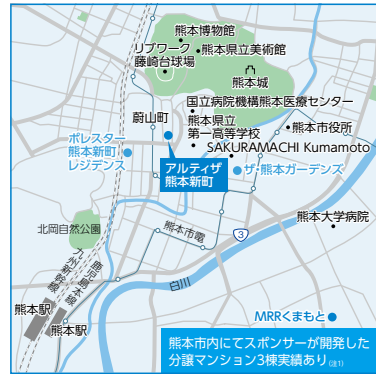 熊本博物館
熊本県立美術館
リブワーク
藤崎台球場
熊本城
国立病院機構熊本医療センター
蔚山町
熊本県立
第一高等学校
熊本市役所
SAKURAMACHI Kumamoto
ポレスター
熊本新町
レジデンス
アルティザ
熊本新町
ザ・熊本ガーデンズ
北岡自然公園
熊本市電
3
熊本大学病院
九州新幹線
鹿児島本線
白川
熊本駅
熊本駅
MRRくまもと
熊本市内にてスポンサーが開発した
分譲マンション3棟実績あり(注1)